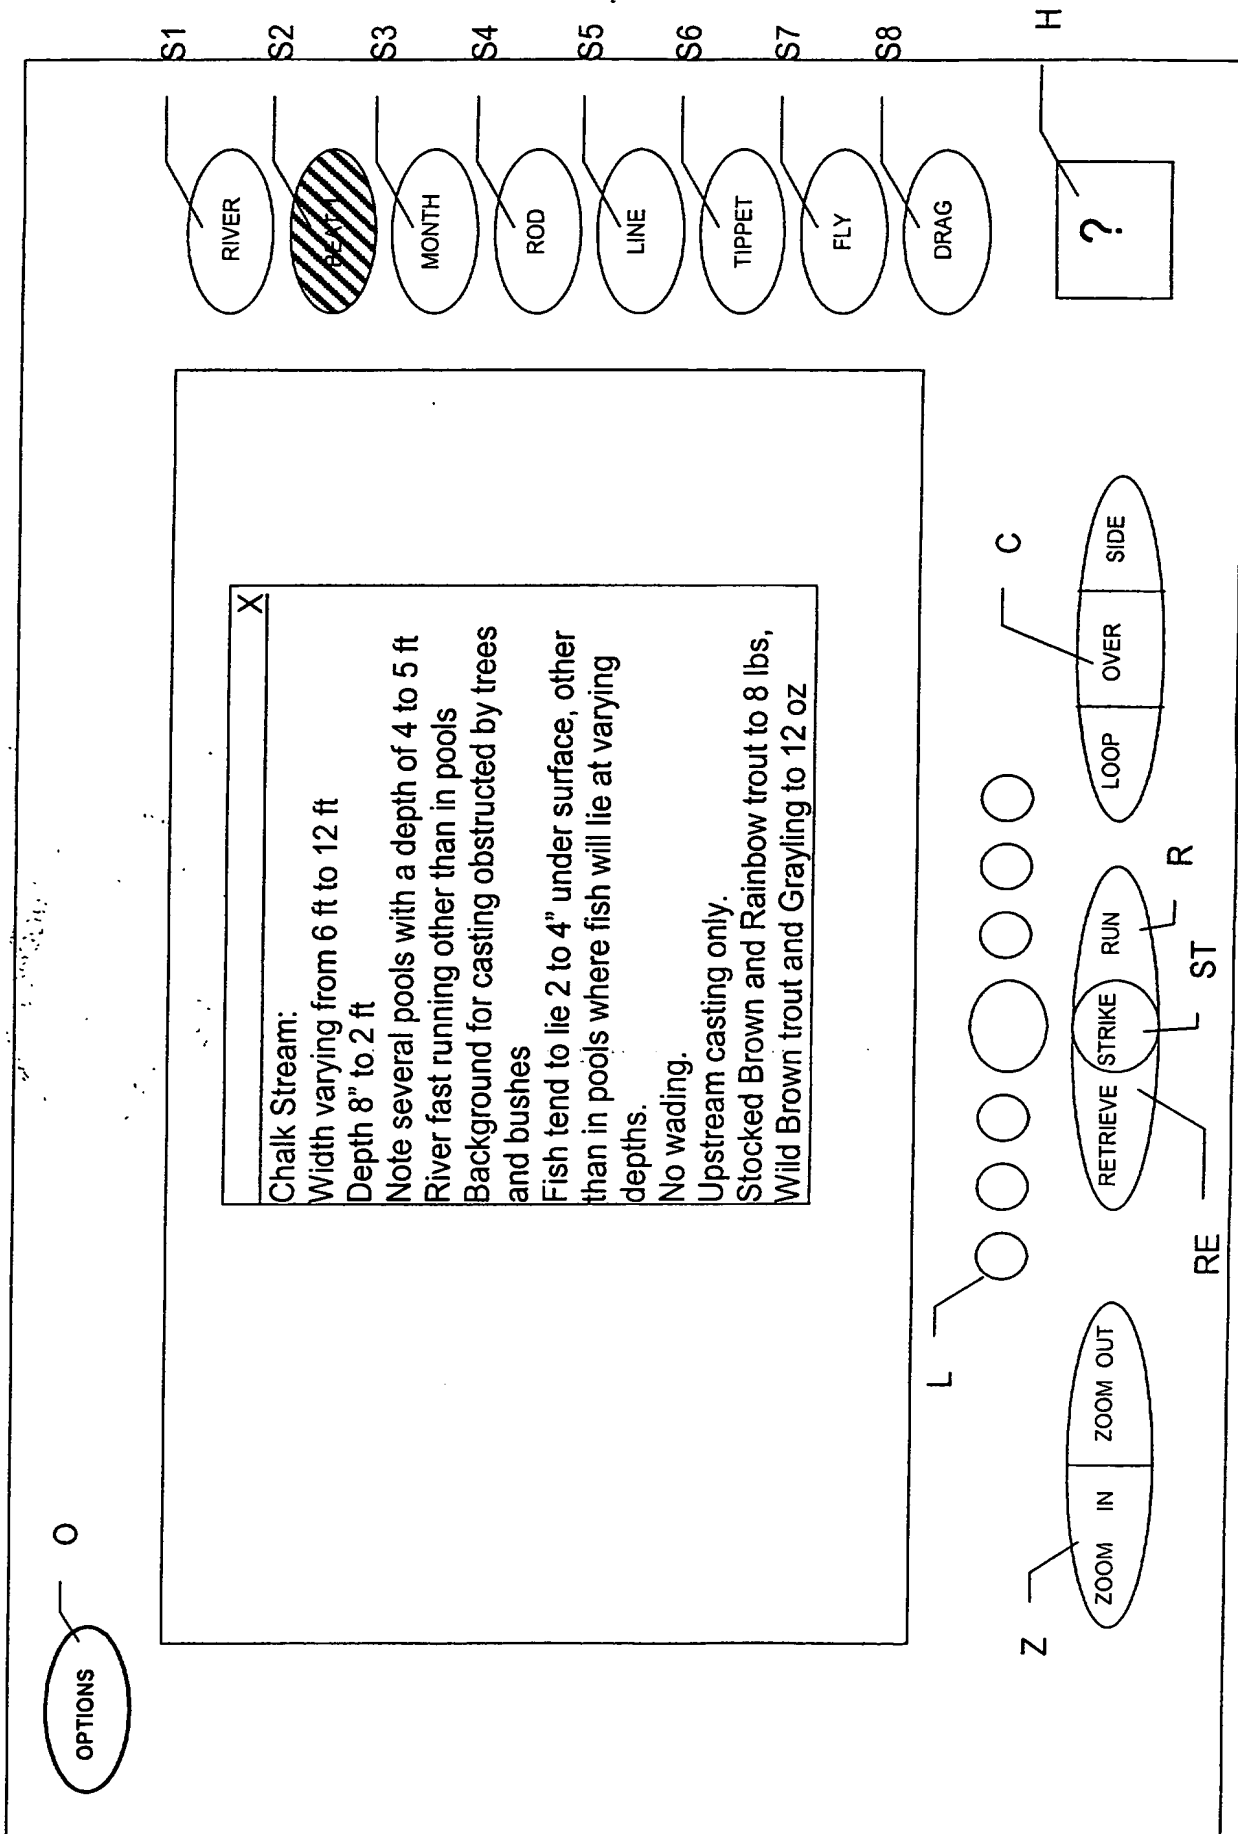 OPTIONS
O
RIVER
S1
BEAT
S2
MONTH
S3
ROD
S4
LINE
S5
TIPPET
S6
FLY
S7
DRAG
S8
?
H
X
Chalk Stream:
Width varying from 6 ft to 12 ft
Depth 8” to 2 ft
Note several pools with a depth of 4 to 5 ft
River fast running other than in pools
Background for casting obstructed by trees
and bushes
Fish tend to lie 2 to 4” under surface, other
than in pools where fish will lie at varying
depths.
No wading.
Upstream casting only.
Stocked Brown and Rainbow trout to 8 lbs,
Wild Brown trout and Grayling to 12 oz
L
C
Z
ZOOM IN
ZOOM OUT
RETRIEVE
STRIKE
RUN
LOOP
OVER
SIDE
RE
ST
R